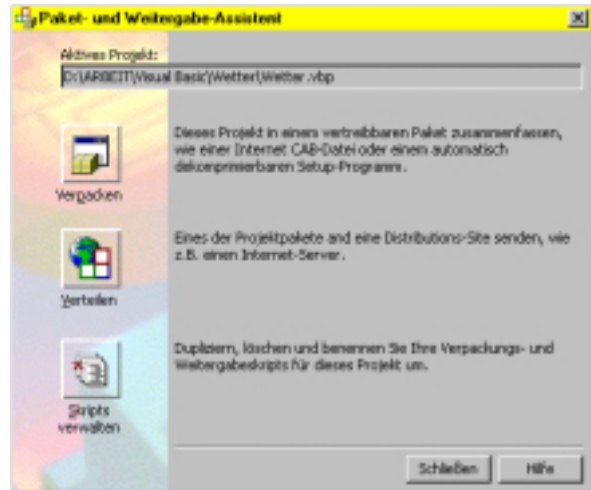 Paket- und Weitergabe-Assistent
Aktives Projekt:
D:\ARBEIT\Visual Basic\Wetter\Wetter.vbp
Dieses Projekt in einem vertreibbaren Paket zusammenfassen,
wie einer Internet CAB-Datei oder einem automatisch
dekomprimierbaren Setup-Programm.
Verpacken
Eines der Projektpakete and eine Distributions-Site senden, wie
z.B. einen Internet-Server.
Verteilen
Duplizieren, löschen und benennen Sie Ihre Verpackungs- und
Weitergabeskripts für dieses Projekt um.
Skripts
verwalten
Schließen
Hilfe